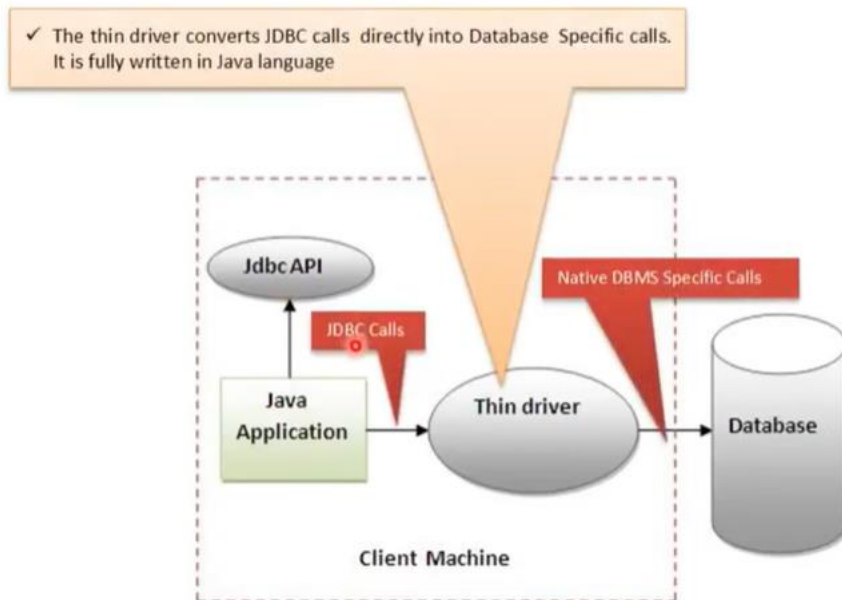 ✓ The thin driver converts JDBC calls directly into Database Specific calls.
It is fully written in Java language
Jdbc API
Native DBMS Specific Calls
JDBC Calls
Java
Application
Thin driver
Database
Client Machine